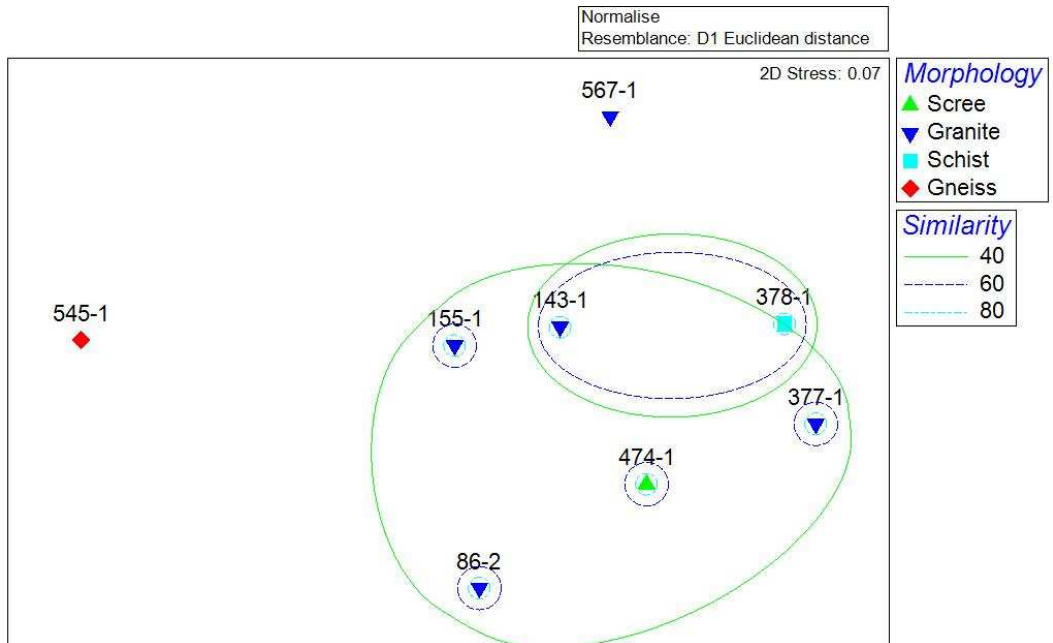 Normalise
Resemblance: D1 Euclidean distance
2D Stress: 0.07
567-1
545-1
155-1
143-1
378-1
377-1
474-1
86-2
Morphology
Scree
Granite
Schist
Gneiss
Similarity
40
60
80